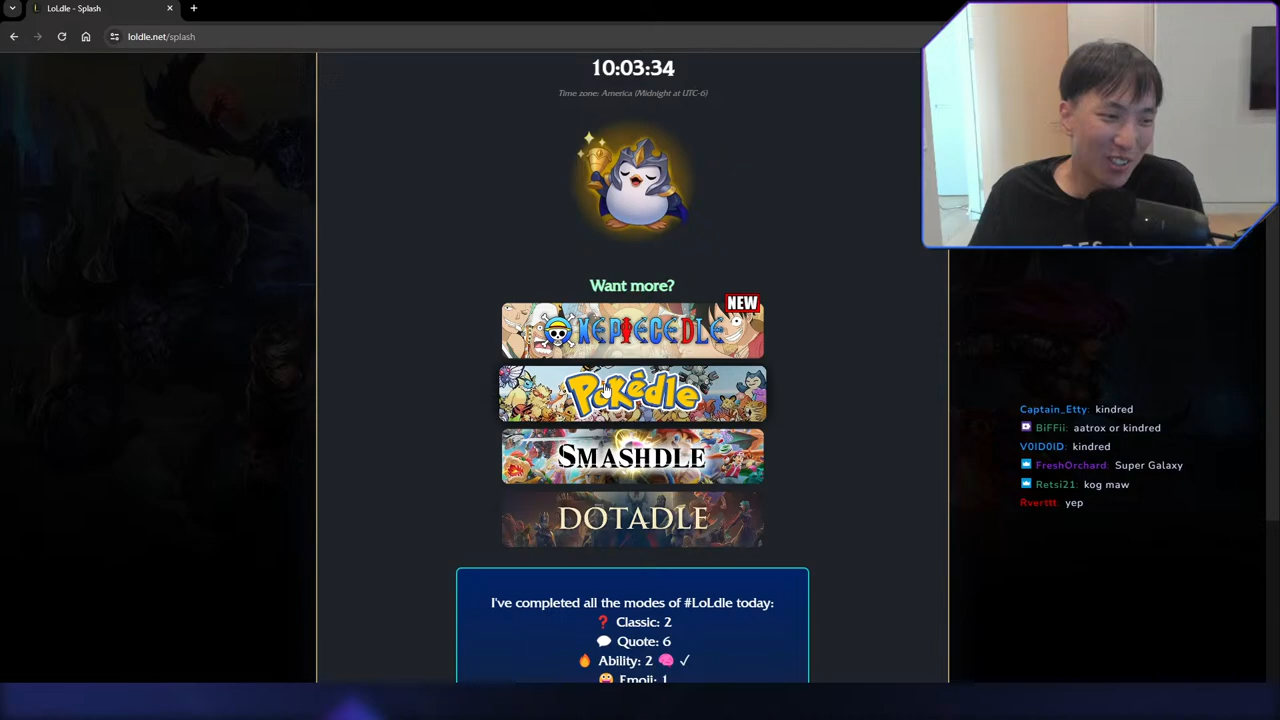 LoLdle - Splash
loldle.net/splash
10:03:34
Time zone: America (Midnight at UTC-6)
Want more?
NEW
ONEPIECEDLE
Pokédle
SMASHDLE
DOTADLE
I've completed all the modes of #LoLdle today:
❓ Classic: 2
💬 Quote: 6
🔥 Ability: 2 🧠 ✓
Emoji: 1
Captain_Etty: kindred
BiFFii: aatrox or kindred
V0ID0ID: kindred
FreshOrchard: Super Galaxy
Retsi21: kog maw
Rverttt: yep